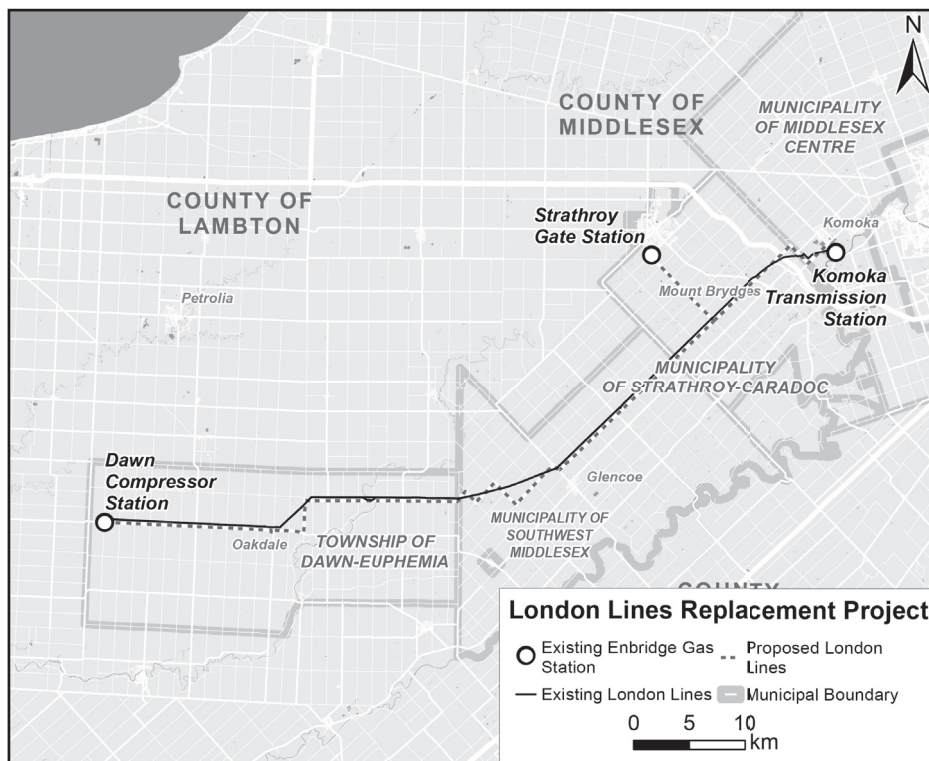 N
COUNTY OF
MIDDLESEX
MUNICIPALITY
OF MIDDLESEX
CENTRE
COUNTY OF
LAMBTON
Strathroy
Gate Station
Komoka
Komoka
Transmission
Station
Petrolia
Mount Brydges
MUNICIPALITY
OF STRATHROY-CARADOC
Dawn
Compressor
Station
Glencoe
Oakdale
TOWNSHIP OF
DAWN-EUPHEMIA
MUNICIPALITY OF
SOUTHWEST
MIDDLESEX
COUNTY
London Lines Replacement Project
Existing Enbridge Gas
Station
Proposed London
Lines
Existing London Lines
Municipal Boundary
0 5 10
km